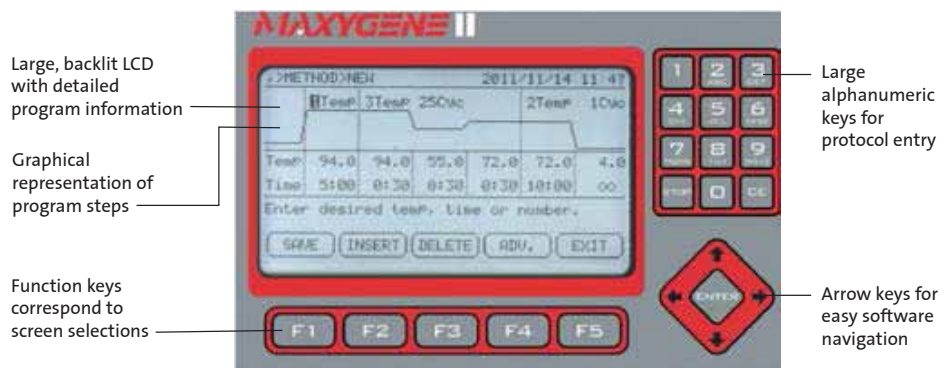 MAXYGENE II
Large, backlit LCD
with detailed
program information
Graphical
representation of
program steps
Function keys
correspond to
screen selections
>METHOD>NEW 2011/11/14 11:47
1Temp 3Temp 25Cyc 2Temp 1Cyc
Temp 94.0 94.0 55.0 72.0 72.0 4.0
Time 5:00 0:30 0:30 0:30 10:00 ∞
Enter desired temp, time or number.
SAVE INSERT DELETE ADV. EXIT
F1 F2 F3 F4 F5
1 2 3
4 5 6
7 8 9
STOP 0 CE
ENTER
Large
alphanumeric
keys for
protocol entry
Arrow keys for
easy software
navigation